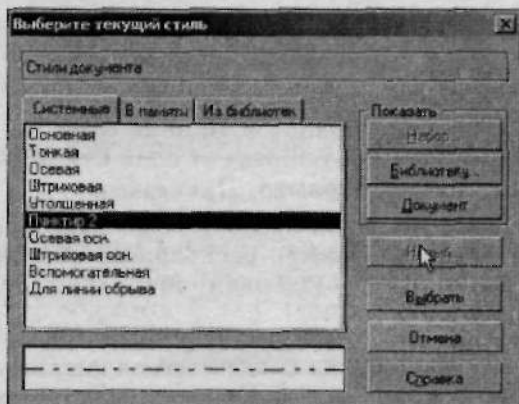 Выберите текущий стиль
Стили документа
Системные
В памяти
Из библиотек
Основная
Тонкая
Осевая
Штриховая
Утолщенная
Пунктир 2
Осевая осн.
Штриховая осн.
Вспомогательная
Для линии обрыва
Показать
Набор...
Библиотеку...
Документ
Выбрать
Отмена
Справка